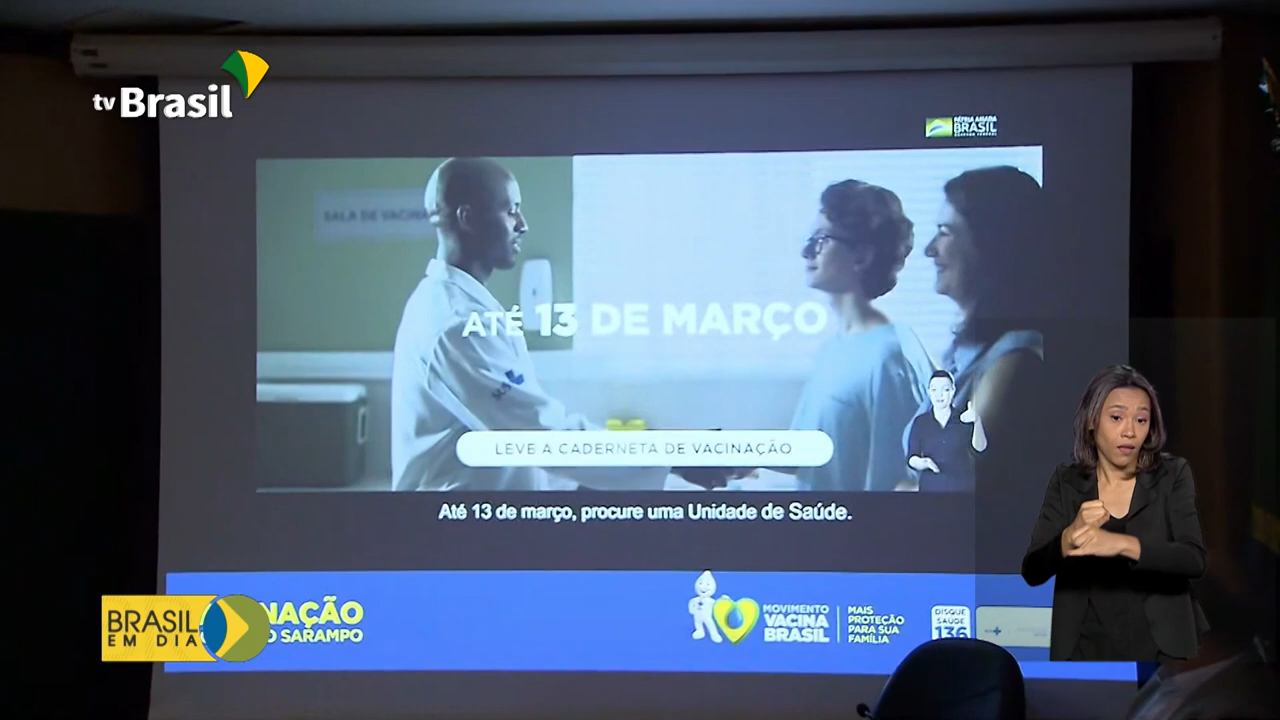 tv Brasil
PÁTRIA AMADA
BRASIL
SALA DE VACINA
ATÉ 13 DE MARÇO
LEVE A CADERNETA DE VACINAÇÃO
Até 13 de março, procure uma Unidade de Saúde.
BRASIL
EM DIA
NAÇÃO
O SARAMPO
MOVIMENTO
VACINA
BRASIL
MAIS
PROTEÇÃO
PARA SUA
FAMÍLIA
DISQUE
SAÚDE
136